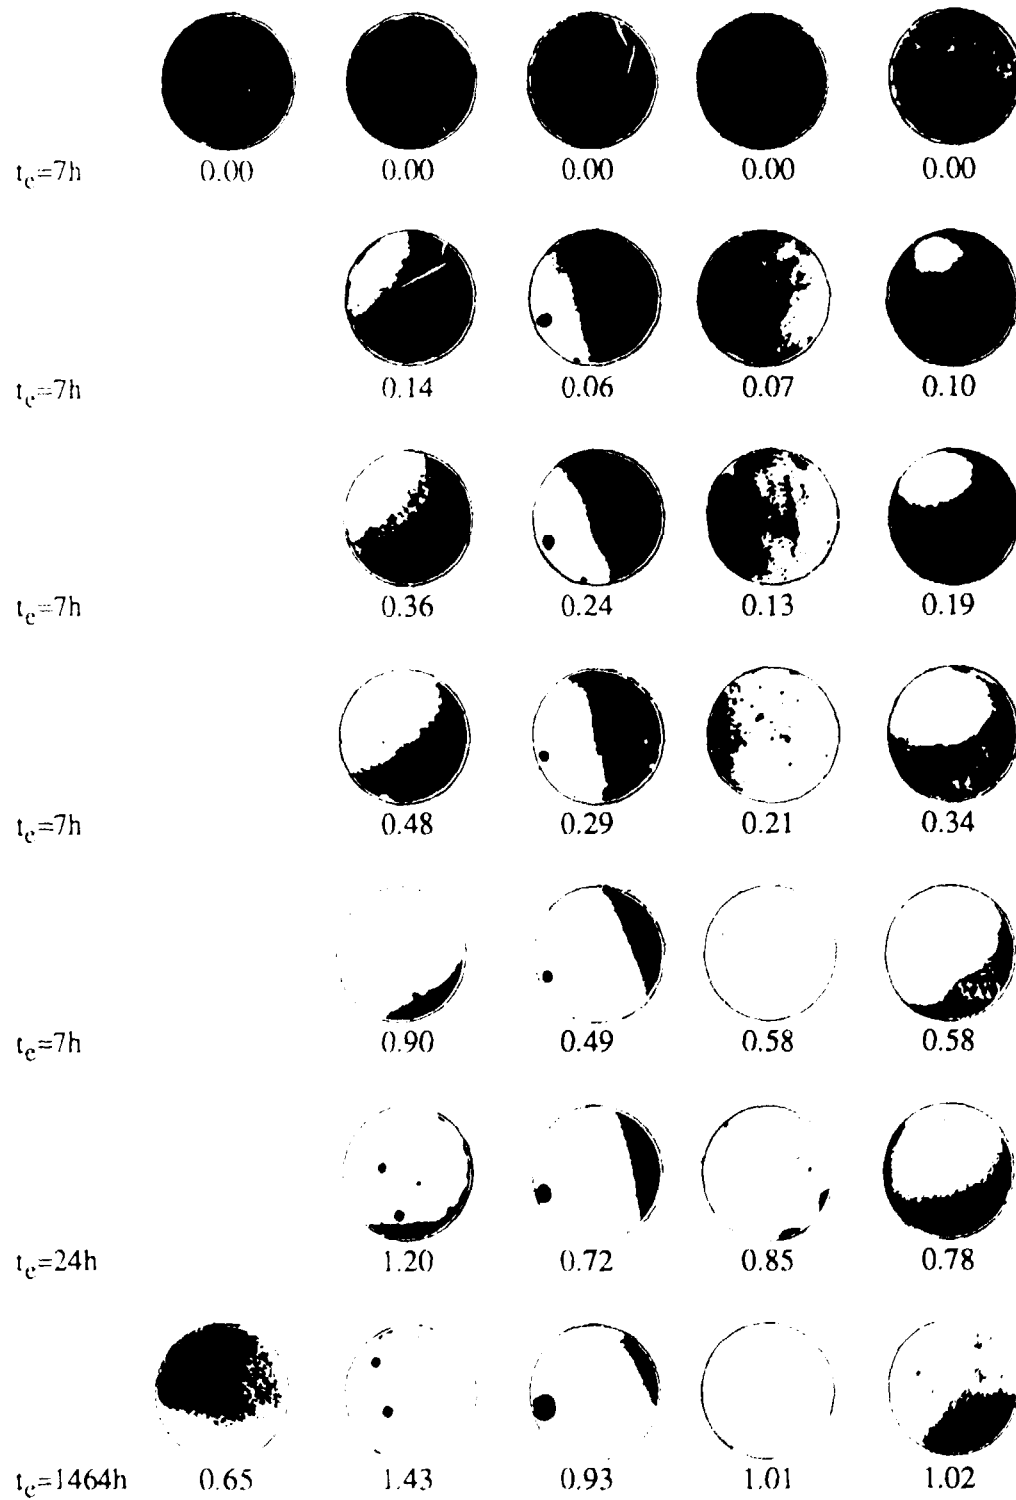 t_e=7h 0.00 0.00 0.00 0.00 0.00
t_e=7h 0.14 0.06 0.07 0.10
t_e=7h 0.36 0.24 0.13 0.19
t_e=7h 0.48 0.29 0.21 0.34
t_e=7h 0.90 0.49 0.58 0.58
t_e=24h 1.20 0.72 0.85 0.78
t_e=1464h 0.65 1.43 0.93 1.01 1.02